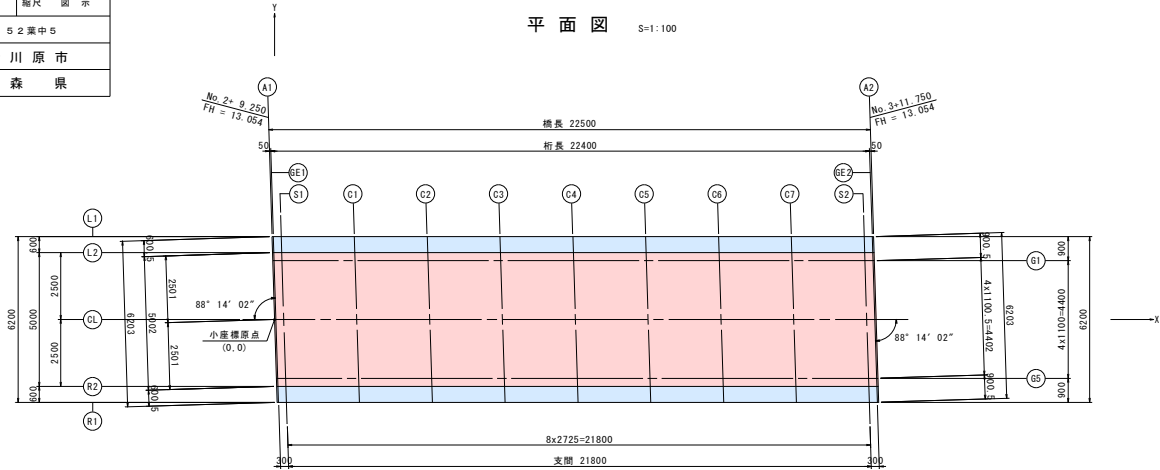 縮尺 図 示
52葉中5
川 原 市
森 県
平 面 図 S=1:100
Y
A1
A2
No.2+ 9.250
FH = 13.054
No.3+11.750
FH = 13.054
橋長 22500
50
桁長 22400
50
GE1
GE2
S1
C1
C2
C3
C4
C5
C6
C7
S2
L1
L2
CL
R2
R1
600
5000
600
6200
2500
2500
600.5
5002
600.5
6203
2501
2501
88° 14′ 02″
小座標原点
(0.0)
88° 14′ 02″
X
900.5
4x1100.5=4402
900.5
6203
900
4x1100=4400
900
6200
G1
G5
8x2725=21800
300
支間 21800
300